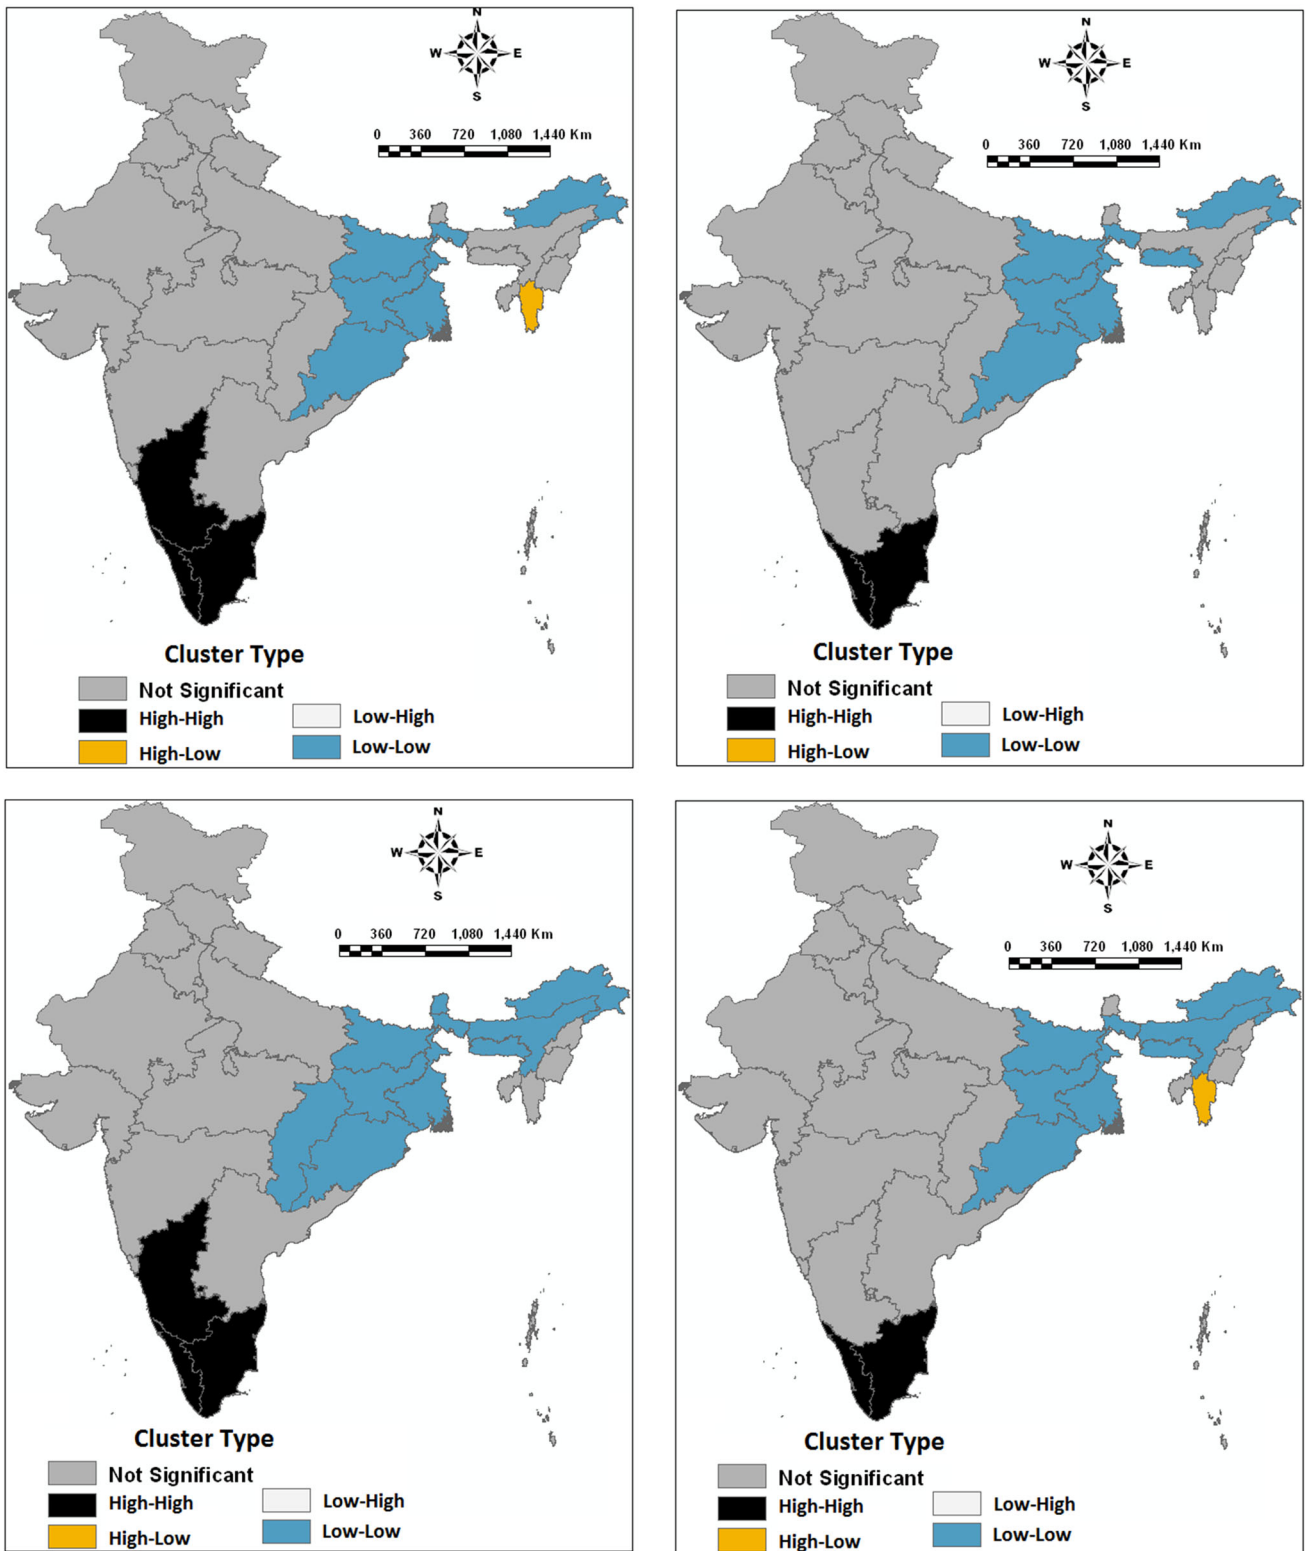 N
W E
S
0 360 720 1,080 1,440 Km
Cluster Type
Not Significant
High-High
Low-High
High-Low
Low-Low
N
W E
S
0 360 720 1,080 1,440 Km
Cluster Type
Not Significant
High-High
Low-High
High-Low
Low-Low
N
W E
S
0 360 720 1,080 1,440 Km
Cluster Type
Not Significant
High-High
Low-High
High-Low
Low-Low
N
W E
S
0 360 720 1,080 1,440 Km
Cluster Type
Not Significant
High-High
Low-High
High-Low
Low-Low